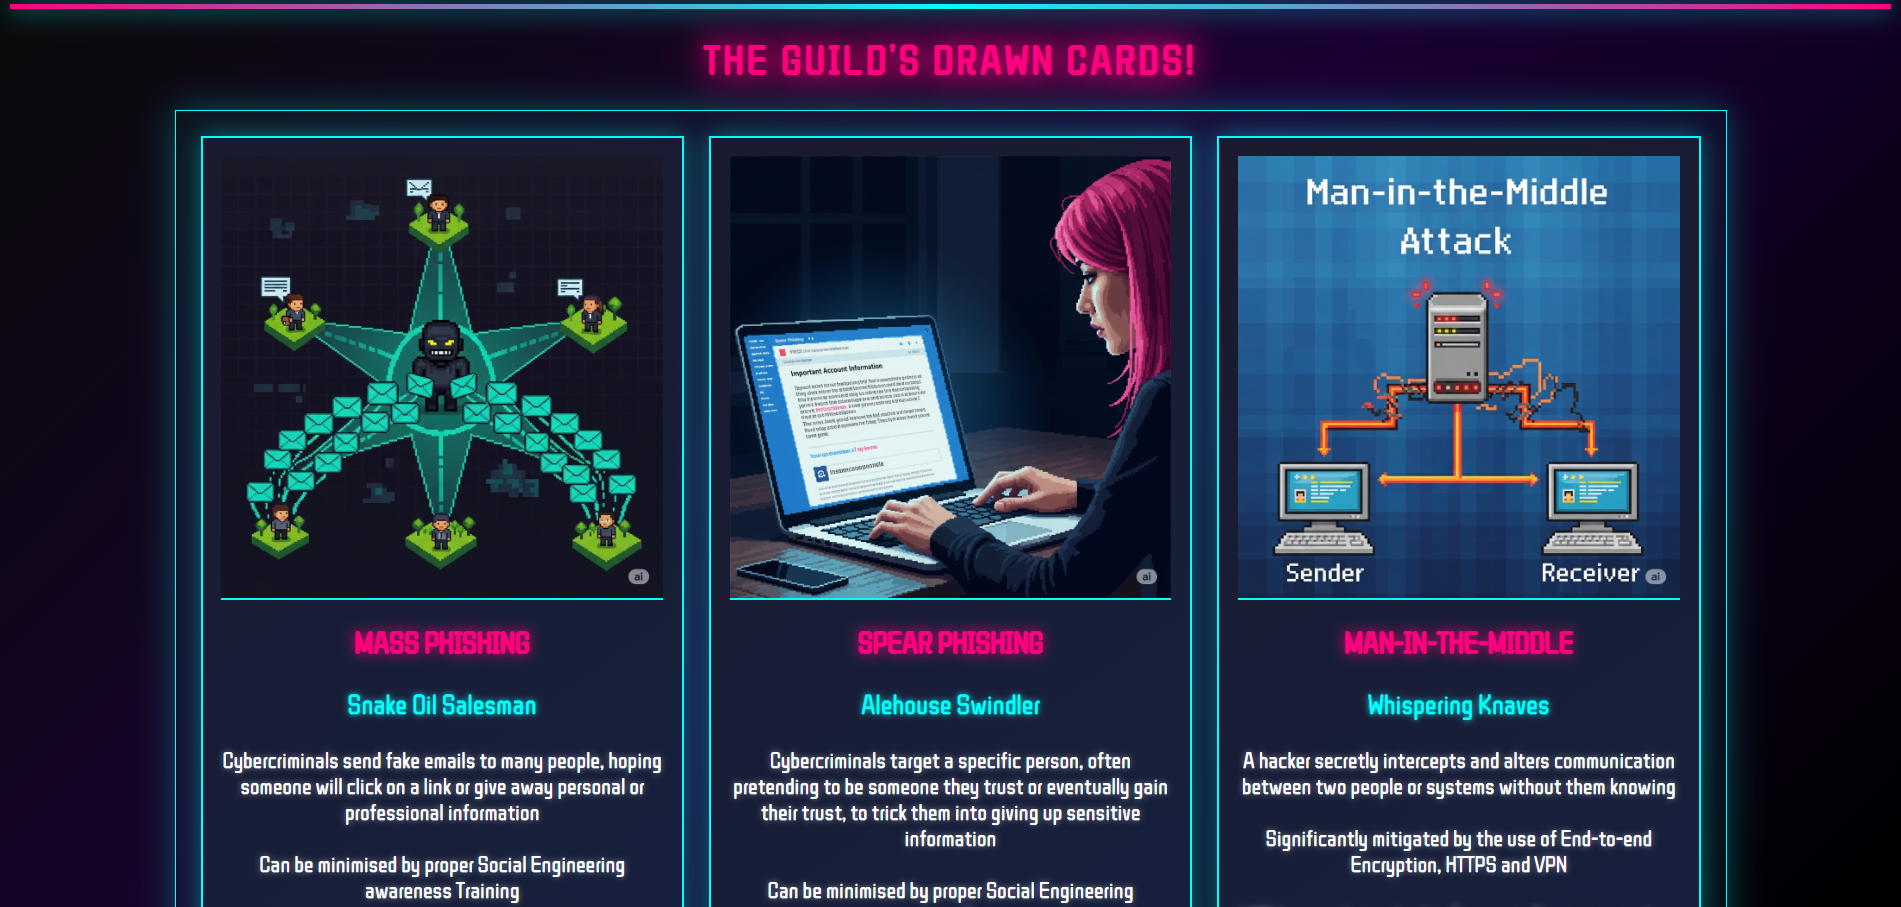 THE GUILD'S DRAWN CARDS!
ai
Important Account Information
ai
Man-in-the-Middle
Attack
Sender
Receiver
ai
MASS PHISHING
Snake Oil Salesman
Cybercriminals send fake emails to many people, hoping
someone will click on a link or give away personal or
professional information
Can be minimised by proper Social Engineering
awareness Training
SPEAR PHISHING
Alehouse Swindler
Cybercriminals target a specific person, often
pretending to be someone they trust or eventually gain
their trust, to trick them into giving up sensitive
information
Can be minimised by proper Social Engineering
MAN-IN-THE-MIDDLE
Whispering Knaves
A hacker secretly intercepts and alters communication
between two people or systems without them knowing
Significantly mitigated by the use of End-to-end
Encryption, HTTPS and VPN